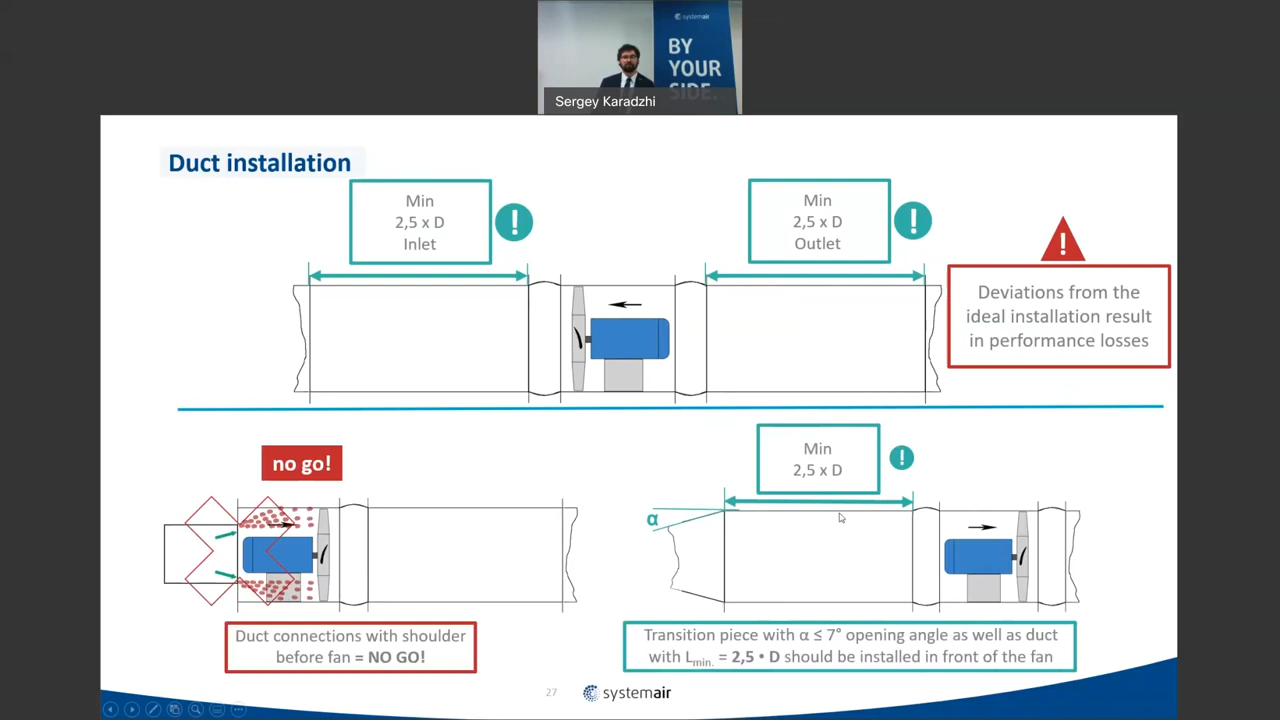 systemair
BY
YOUR
SIDE.
Sergey Karadzhi
Duct installation
Min
2,5 x D
Inlet
!
Min
2,5 x D
Outlet
!
!
Deviations from the
ideal installation result
in performance losses
no go!
Min
2,5 x D
!
α
Duct connections with shoulder
before fan = NO GO!
Transition piece with α ≤ 7° opening angle as well as duct
with Lmin. = 2,5 • D should be installed in front of the fan
27
systemair